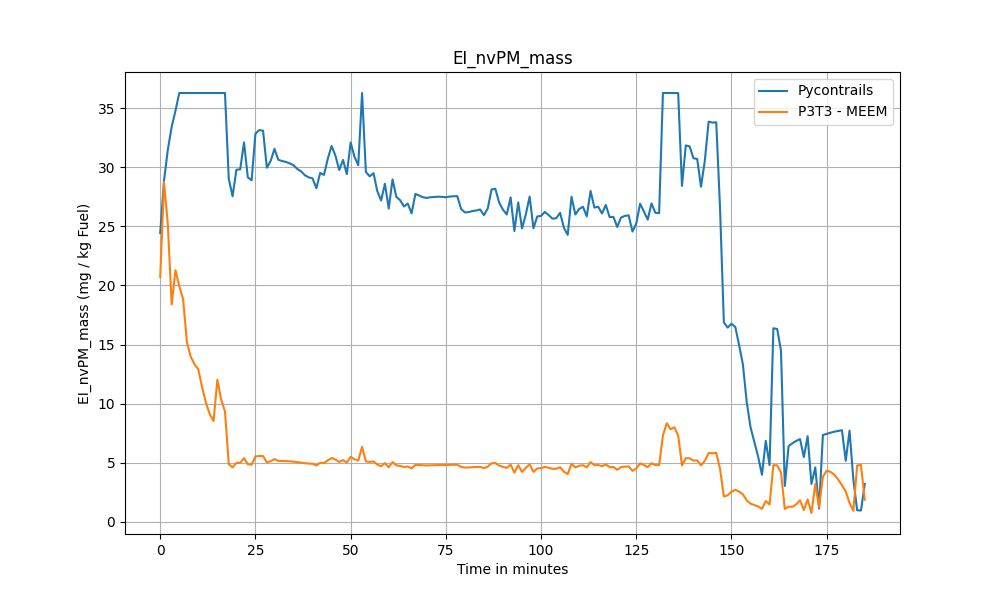 EI_nvPM_mass
Pycontrails
P3T3 - MEEM
EI_nvPM_mass (mg / kg Fuel)
35
30
25
20
15
10
5
0
0 25 50 75 100 125 150 175
Time in minutes